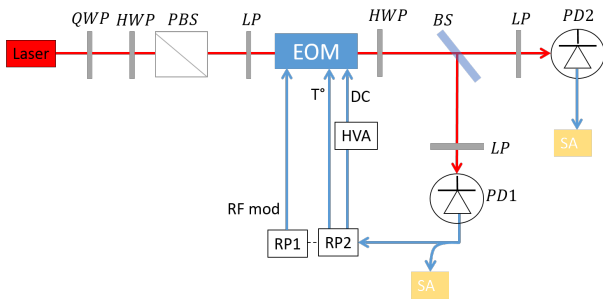 QWP HWP PBS LP HWP BS LP PD2
Laser EOM
T° DC
HVA SA
LP
RF mod PD1
RP1 RP2
SA